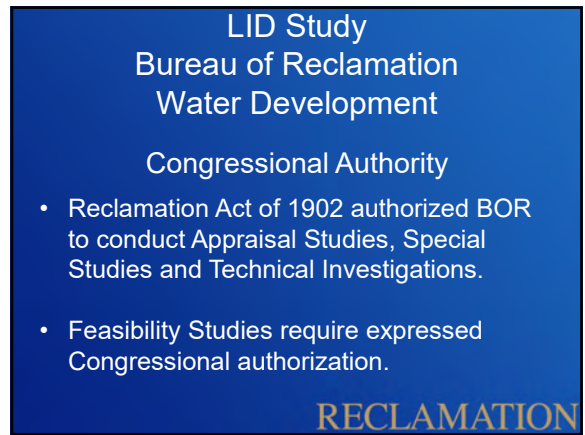 LID Study
Bureau of Reclamation
Water Development
Congressional Authority
• Reclamation Act of 1902 authorized BOR
to conduct Appraisal Studies, Special
Studies and Technical Investigations.
• Feasibility Studies require expressed
Congressional authorization.
RECLAMATION